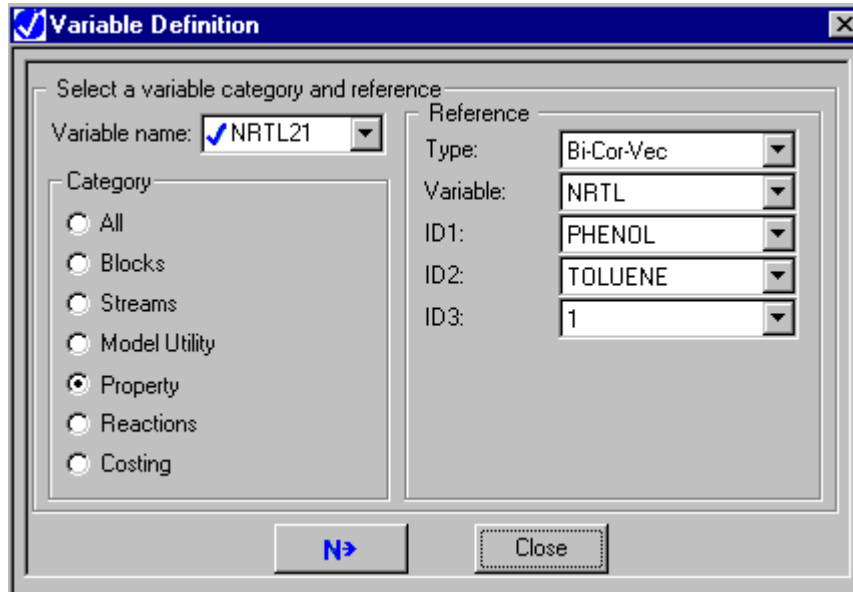 Variable Definition
Select a variable category and reference
Variable name: NRTL21
Category
All
Blocks
Streams
Model Utility
Property
Reactions
Costing
Reference
Type: Bi-Cor-Vec
Variable: NRTL
ID1: PHENOL
ID2: TOLUENE
ID3: 1
N
Close